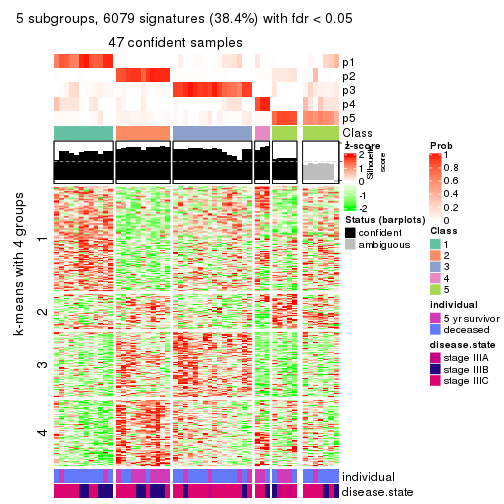 5 subgroups, 6079 signatures (38.4%) with fdr < 0.05
47 confident samples
p1
p2
p3
p4
p5
Class
Silhouette
score
k-means with 4 groups
1
2
3
4
individual
disease.state
z-score
2
1
0
-1
-2
Status (barplots)
confident
ambiguous
Prob
1
0.8
0.6
0.4
0.2
0
Class
1
2
3
4
5
individual
5 yr survivor
deceased
disease.state
stage IIIA
stage IIIB
stage IIIC